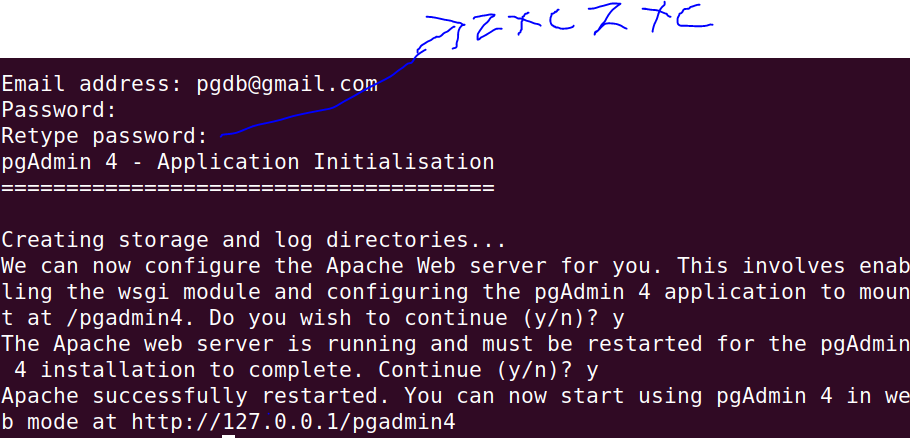 zxczxc
Email address: pgdb@gmail.com
Password:
Retype password:
pgAdmin 4 - Application Initialisation
======================================
Creating storage and log directories...
We can now configure the Apache Web server for you. This involves enab
ling the wsgi module and configuring the pgAdmin 4 application to moun
t at /pgadmin4. Do you wish to continue (y/n)? y
The Apache web server is running and must be restarted for the pgAdmin
 4 installation to complete. Continue (y/n)? y
Apache successfully restarted. You can now start using pgAdmin 4 in we
b mode at http://127.0.0.1/pgadmin4